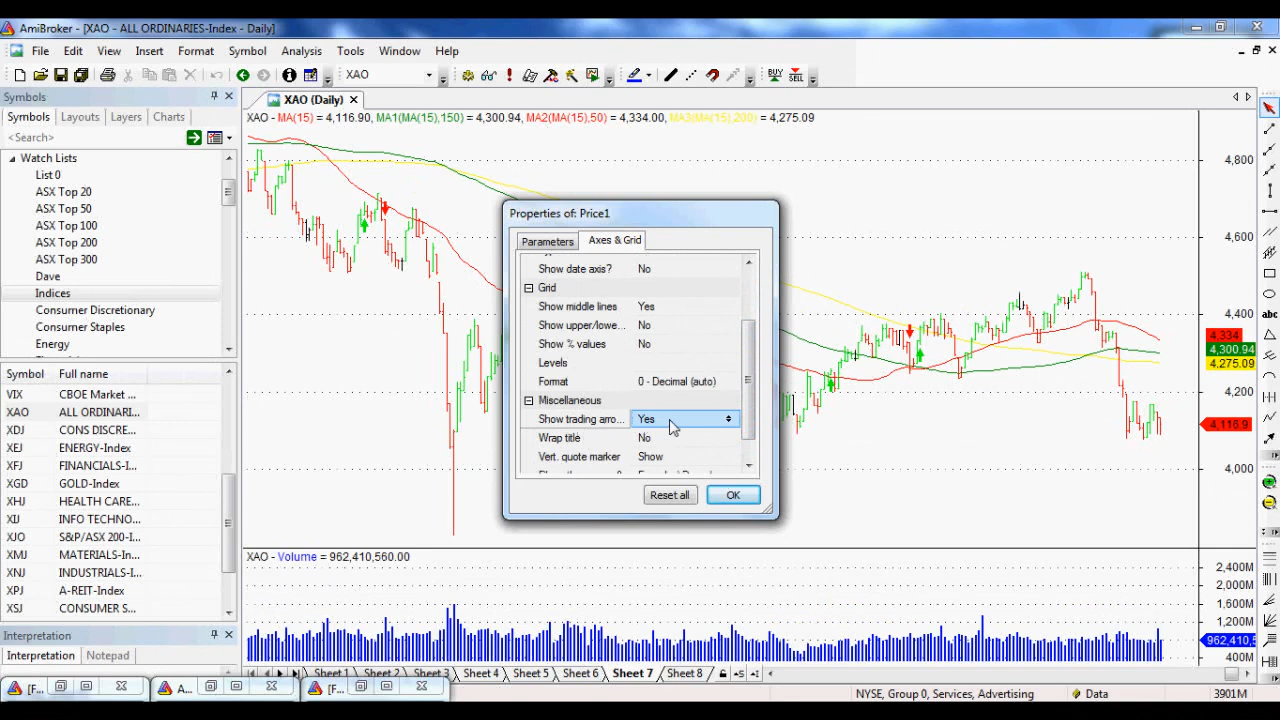 AmiBroker - [XAO - ALL ORDINARIES-Index - Daily]
File Edit View Insert Format Symbol Analysis Tools Window Help
XAO
BUY SELL
Symbols
XAO (Daily)
Symbols Layouts Layers Charts
XAO - MA(15) = 4,116.90, MA1(MA(15),150) = 4,300.94, MA2(MA(15),50) = 4,334.00, MA3(MA(15),200) = 4,275.09
<Search>
Watch Lists
List 0
ASX Top 20
ASX Top 50
ASX Top 100
ASX Top 200
ASX Top 300
Dave
Indices
Consumer Discretionary
Consumer Staples
Energy
Symbol Full name
VIX CBOE Market ...
XAO ALL ORDINARI...
XDJ CONS DISCRE...
XEJ ENERGY-Index
XFJ FINANCIALS-I...
XGD GOLD-Index
XHJ HEALTH CARE...
XIJ INFO TECHNO...
XJO S&P/ASX 200-I...
XMJ MATERIALS-In...
XNJ INDUSTRIALS-I...
XPJ A-REIT-Index
XSJ CONSUMER S...
Interpretation
Interpretation Notepad
Properties of: Price1
Parameters Axes & Grid
Show date axis? No
Grid
Show middle lines Yes
Show upper/lowe... No
Show % values No
Levels
Format 0 - Decimal (auto)
Miscellaneous
Show trading arro... Yes
Wrap title No
Vert. quote marker Show
Reset all OK
4,800
4,600
4,400
4,334
4,300.94
4,275.09
4,200
4,116.9
4,000
abc
XAO - Volume = 962,410,560.00
2,400M
2,000M
1,600M
1,200M
962,410,5
400M
Sheet 1 Sheet 2 Sheet 3 Sheet 4 Sheet 5 Sheet 6 Sheet 7 Sheet 8
[F... A... [F...
NYSE, Group 0, Services, Advertising Data 3901M